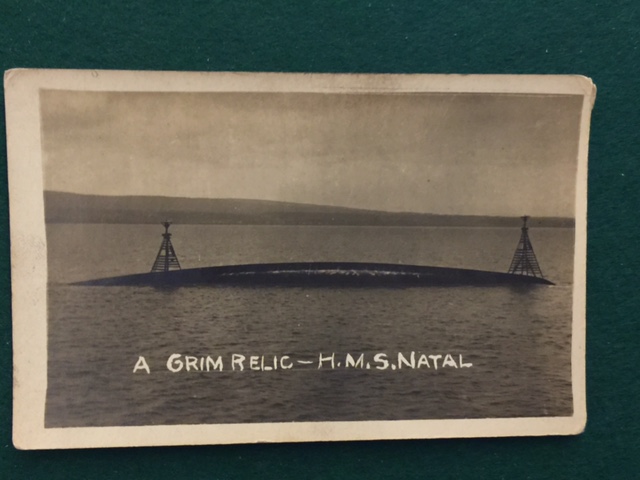 A GRIM RELIC – H.M.S. NATAL